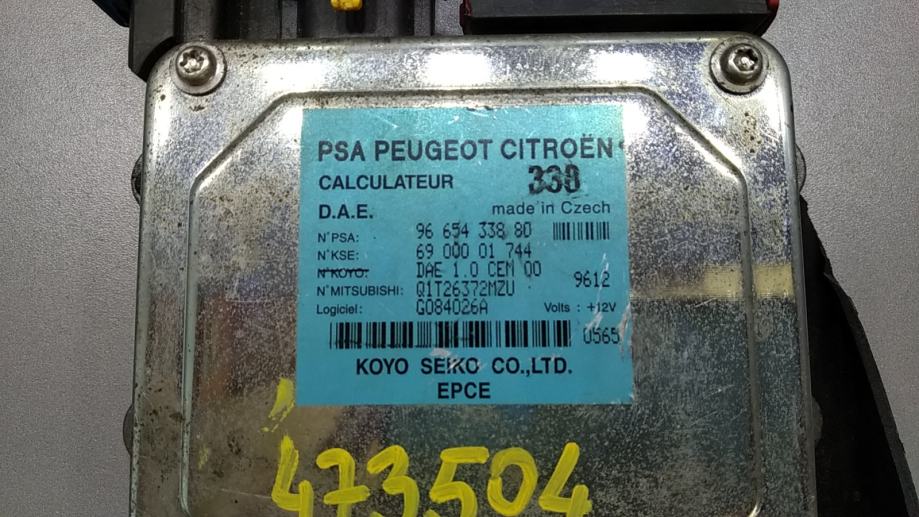 PSA PEUGEOT CITROËN
CALCULATEUR 338
D.A.E. made in Czech
N°PSA: 96 654 338 80
N°KSE: 69 000 01 744
N°KOYO: DAE 1.0 CEM 00
9612
N°MITSUBISHI: Q1T26372MZU
Logiciel: G084026A Volts : +12V
0565
KOYO SEIKO CO.,LTD.
EPCE
473504